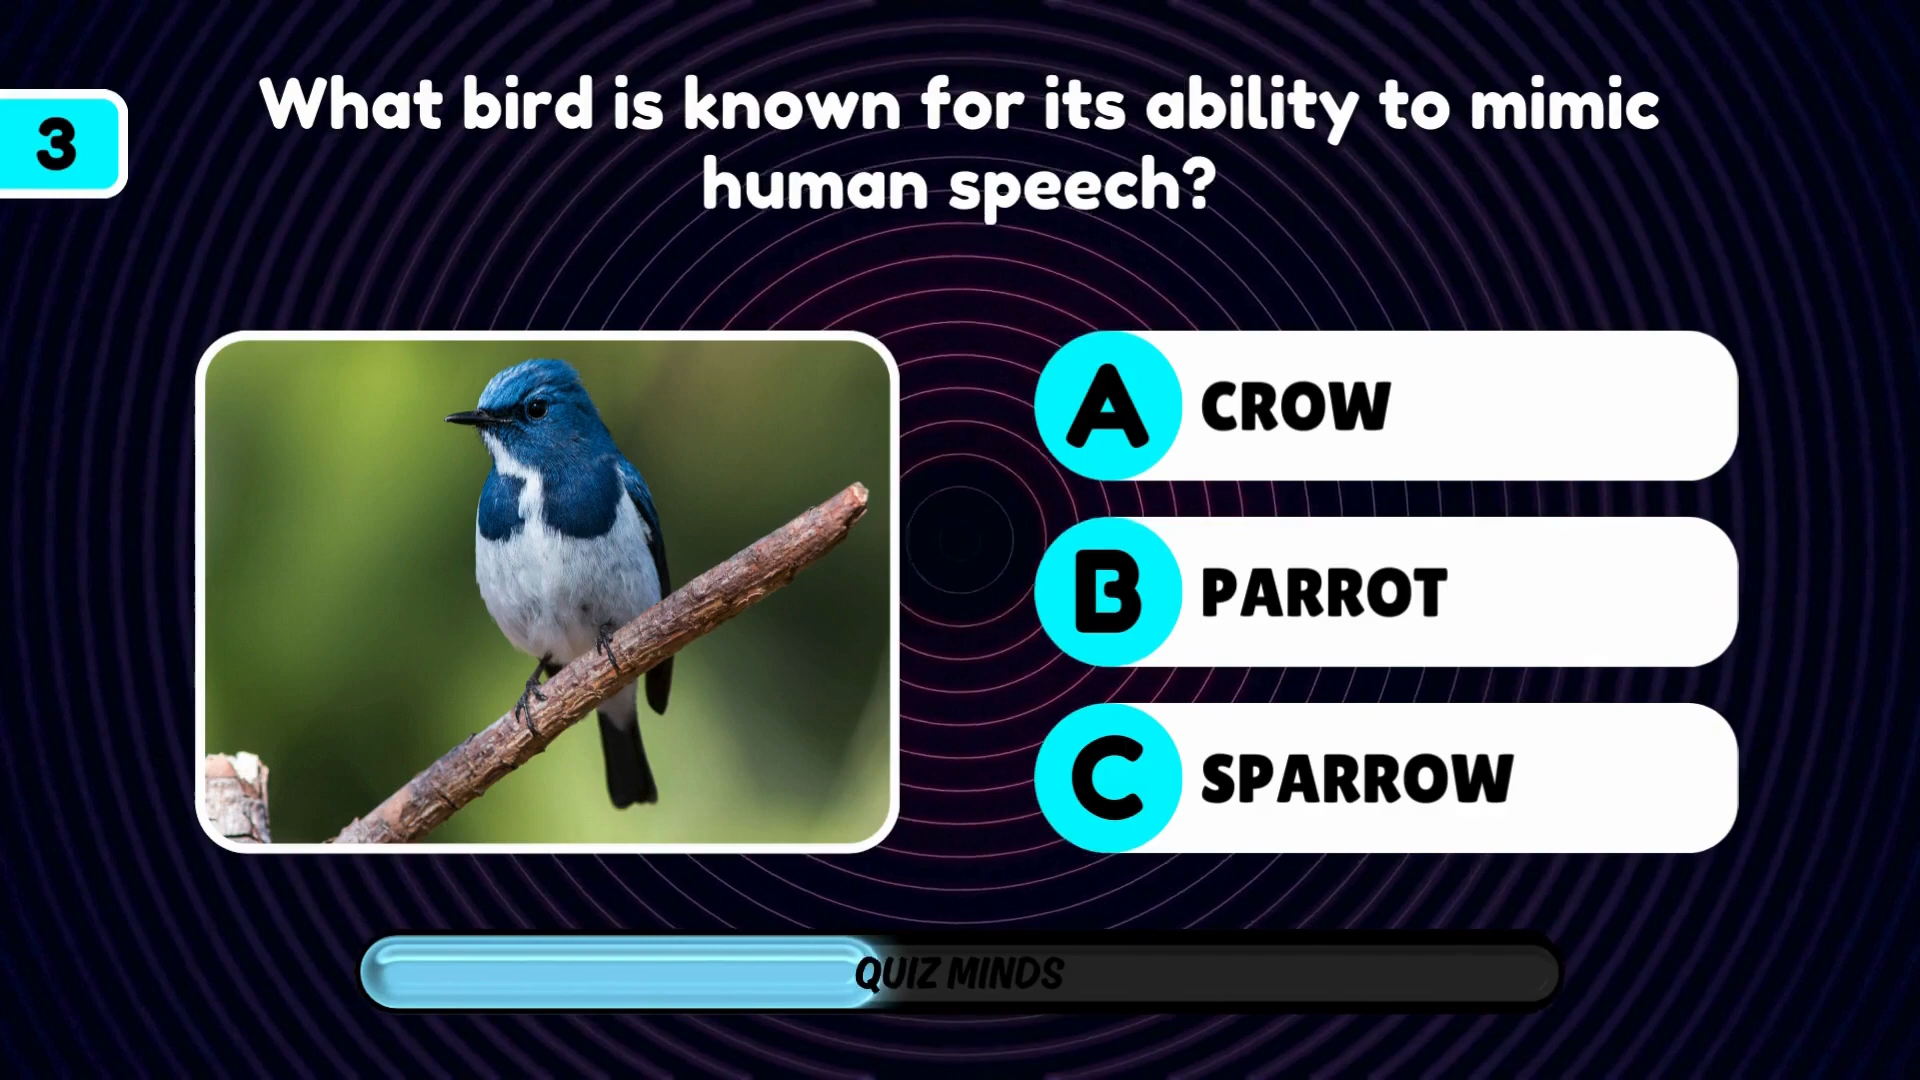 3
What bird is known for its ability to mimic
human speech?
A CROW
B PARROT
C SPARROW
QUIZ MINDS